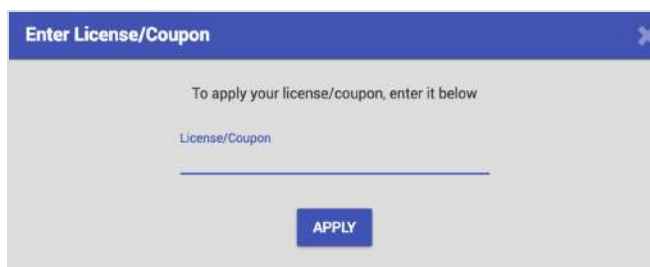 Enter License/Coupon
To apply your license/coupon, enter it below
License/Coupon
APPLY